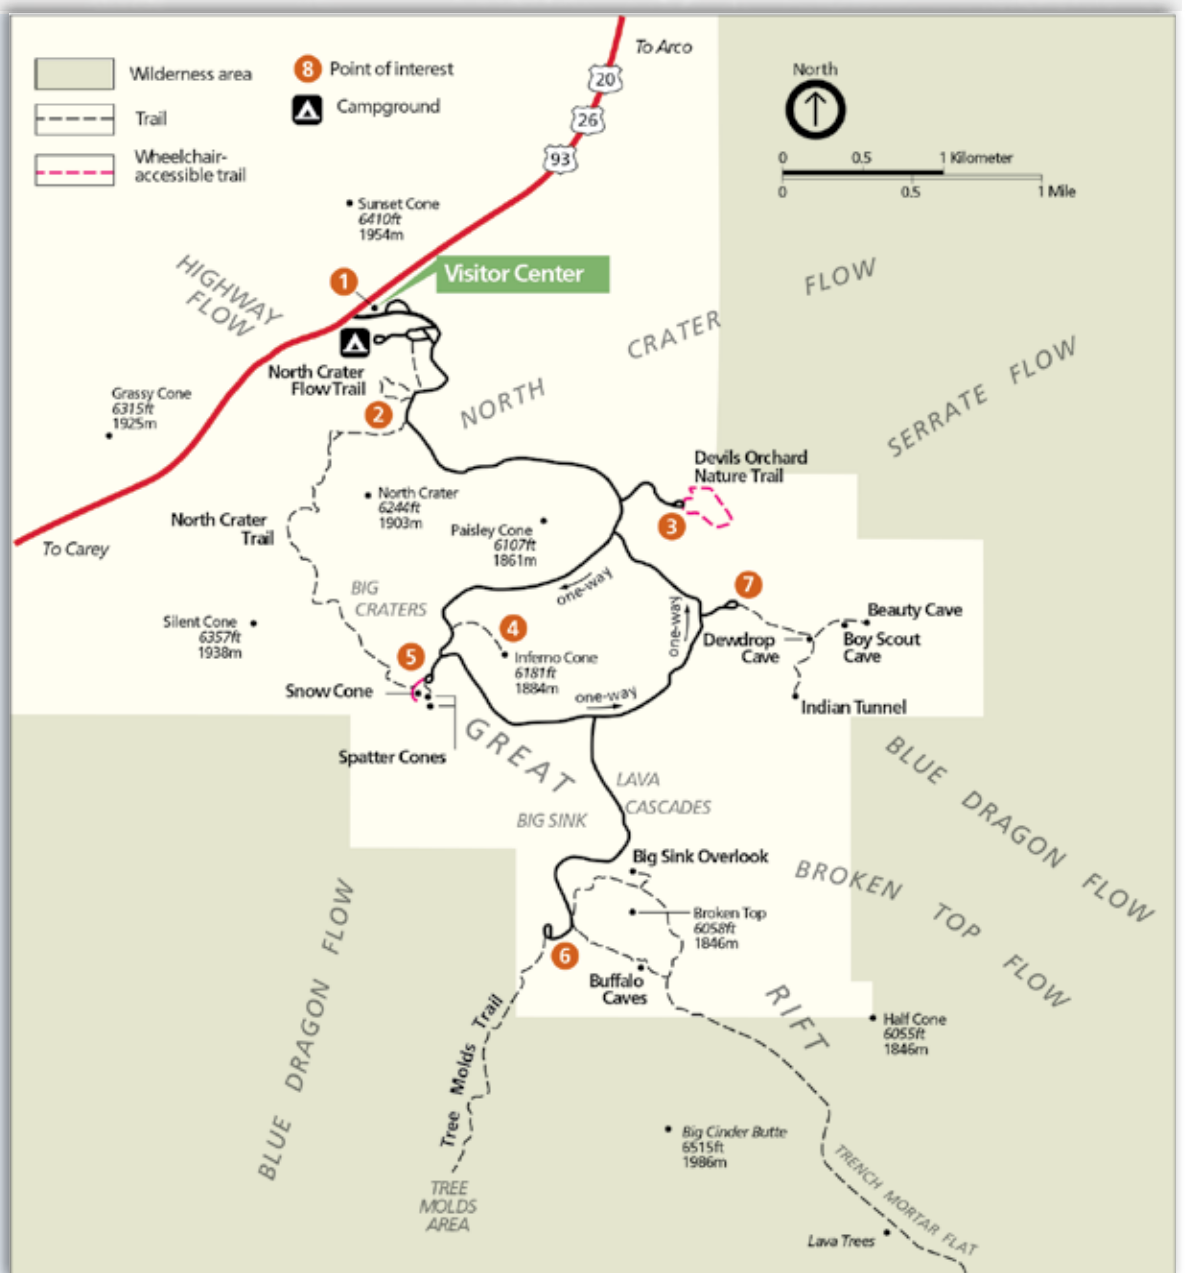 Wilderness area
Trail
Wheelchair-
accessible trail
8 Point of interest
Campground
To Arco
20
26
93
North
0 0.5 1 Kilometer
0 0.5 1 Mile
Sunset Cone
6410ft
1954m
HIGHWAY
FLOW
1
Visitor Center
NORTH CRATER FLOW
SERRATE FLOW
North Crater
Flow Trail
2
Grassy Cone
6315ft
1925m
To Carey
North Crater
6244ft
1903m
North Crater
Trail
Paisley Cone
6107ft
1861m
Devils Orchard
Nature Trail
3
one-way
BIG
CRATERS
Silent Cone
6357ft
1938m
4
Inferno Cone
6181ft
1884m
5
Snow Cone
Spatter Cones
one-way
one-way
7
Beauty Cave
Boy Scout
Cave
Dewdrop
Cave
Indian Tunnel
GREAT RIFT
LAVA
CASCADES
BIG SINK
BLUE DRAGON FLOW
BROKEN TOP FLOW
Big Sink Overlook
Broken Top
6058ft
1846m
6
Buffalo
Caves
BLUE DRAGON FLOW
Tree Molds Trail
TREE
MOLDS
AREA
Half Cone
6055ft
1846m
Big Cinder Butte
6515ft
1986m
TRENCH MORTAR FLAT
Lava Trees